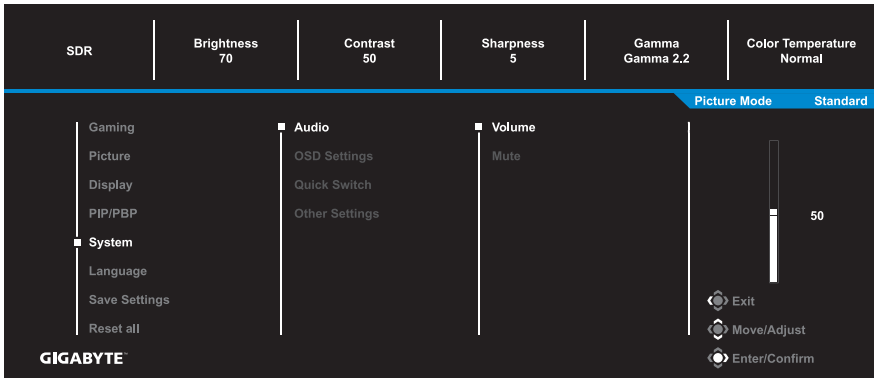 SDR
Brightness
70
Contrast
50
Sharpness
5
Gamma
Gamma 2.2
Color Temperature
Normal
Picture Mode Standard
Gaming
Picture
Display
PIP/PBP
System
Language
Save Settings
Reset all
Audio
OSD Settings
Quick Switch
Other Settings
Volume
Mute
50
Exit
Move/Adjust
Enter/Confirm
GIGABYTE™